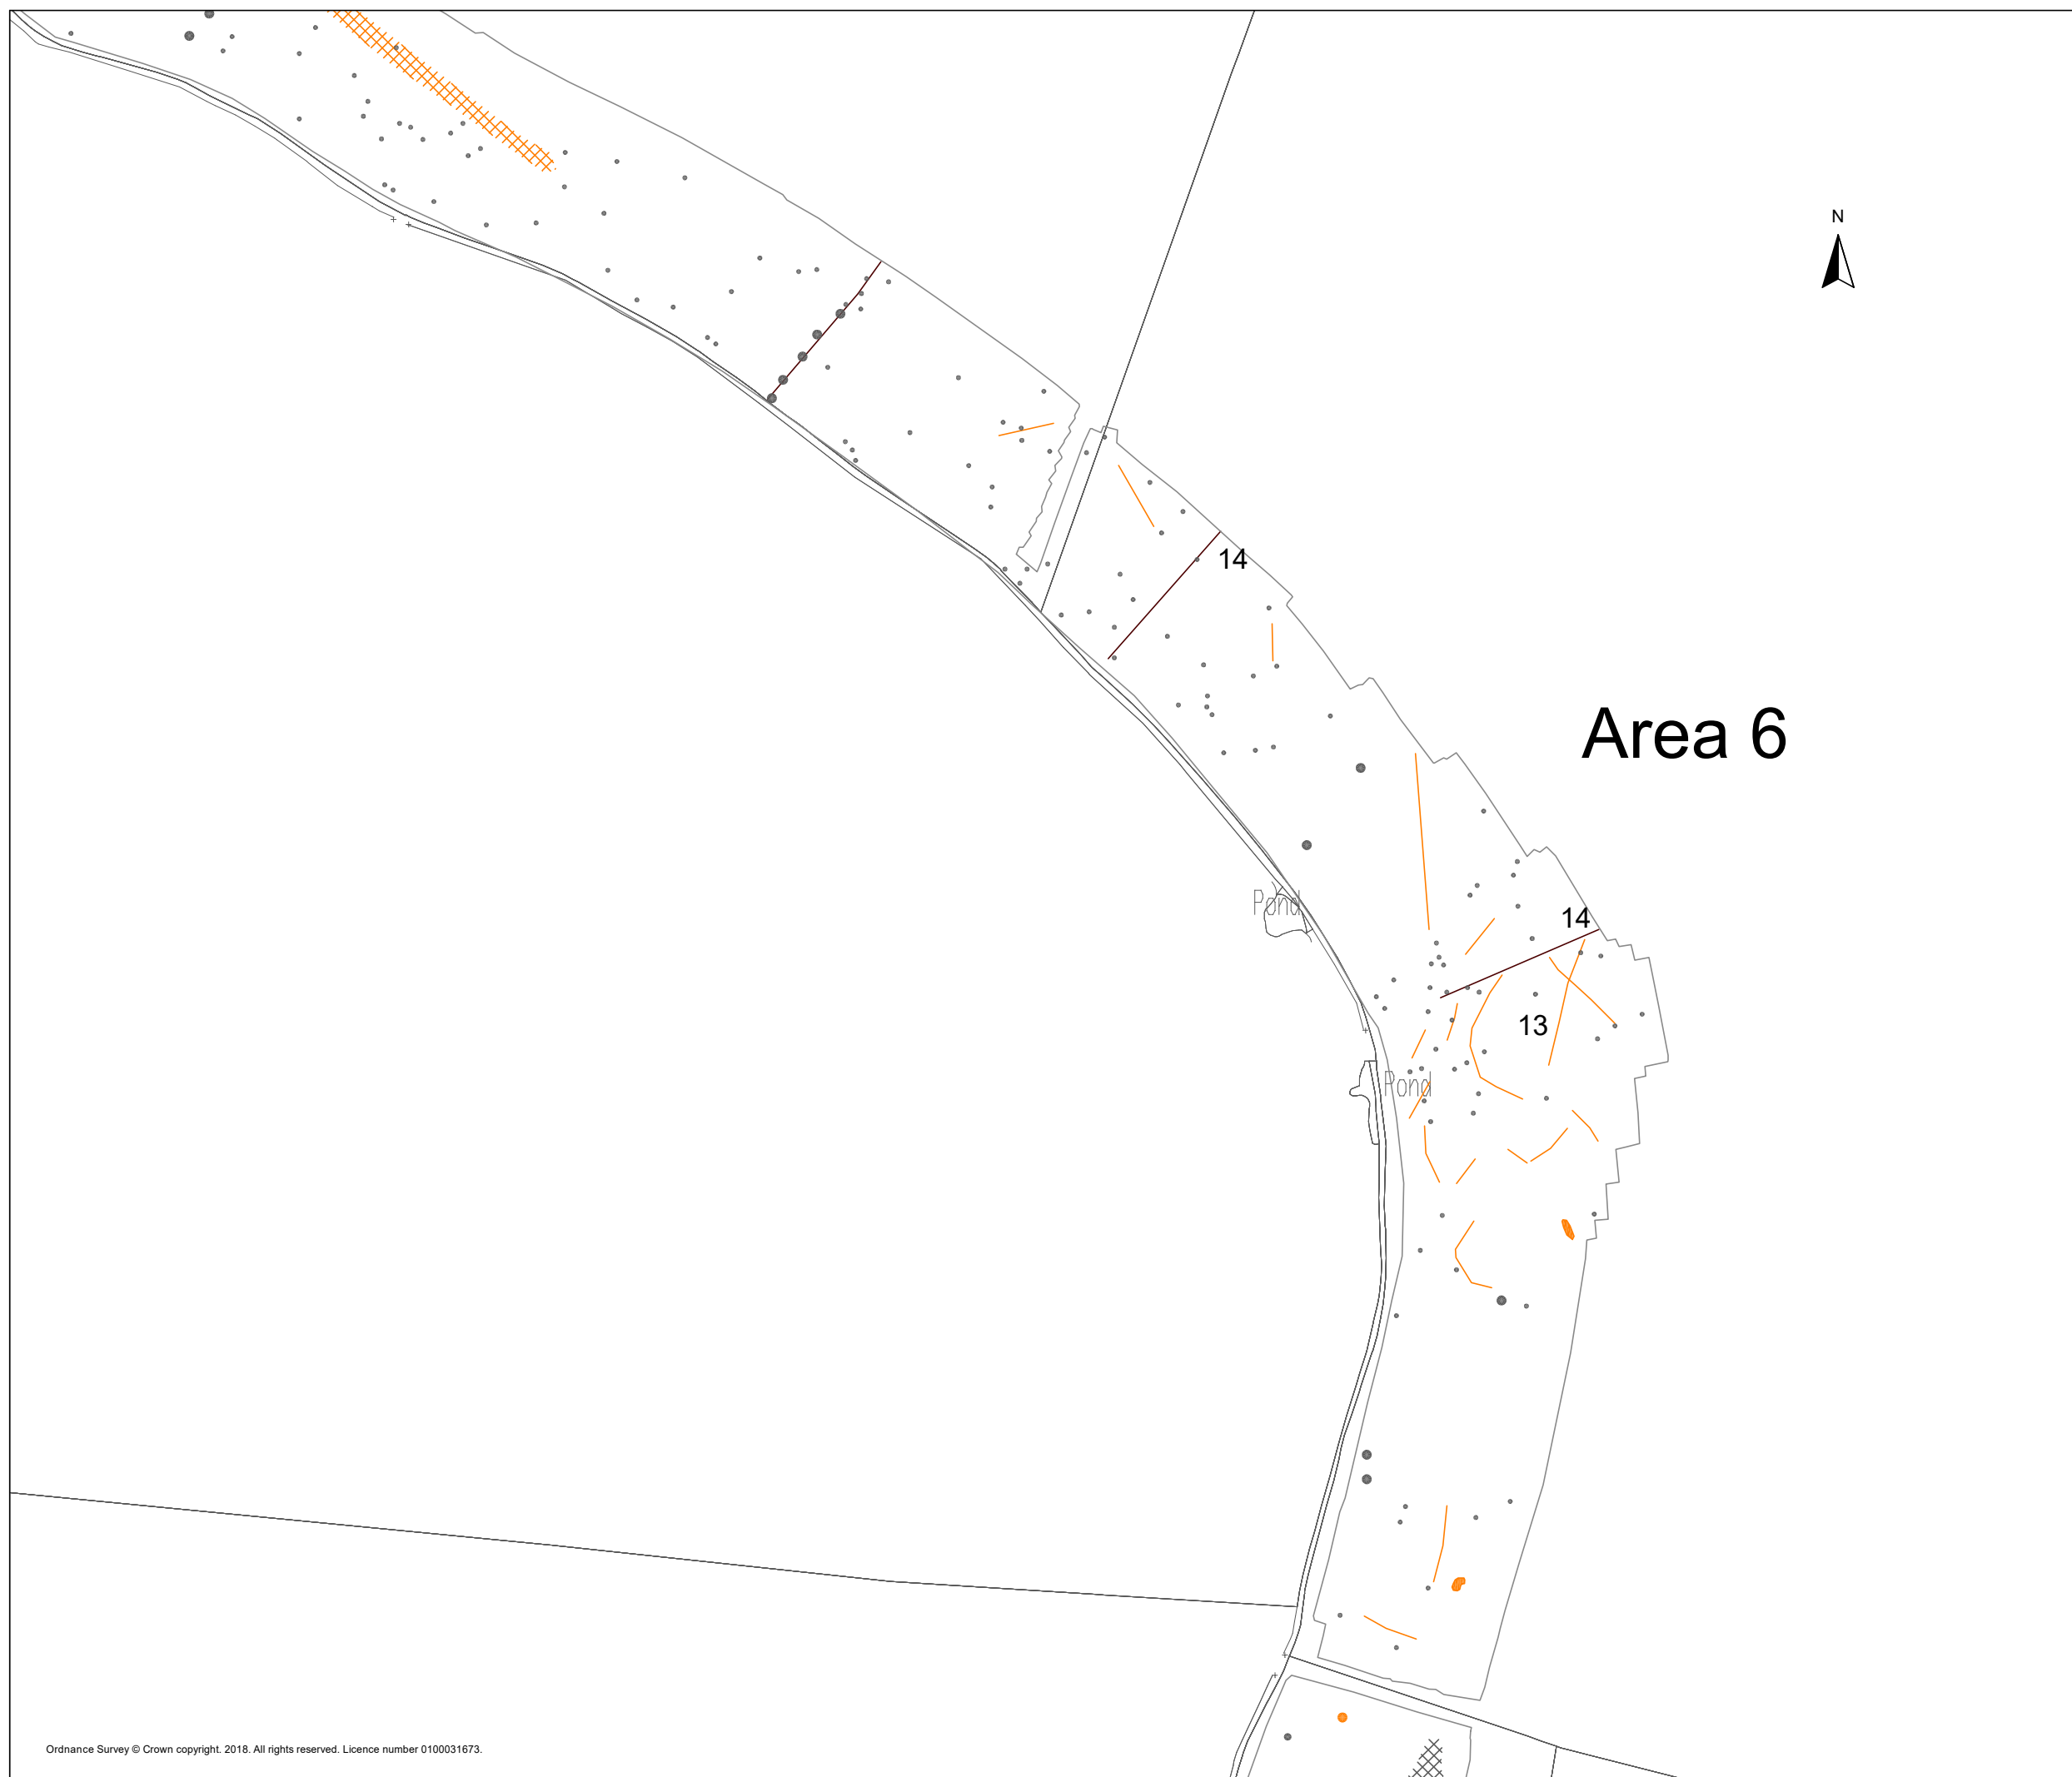 N
14
Area 6
Pond
14
13
Pond
Ordnance Survey © Crown copyright. 2018. All rights reserved. Licence number 0100031673.